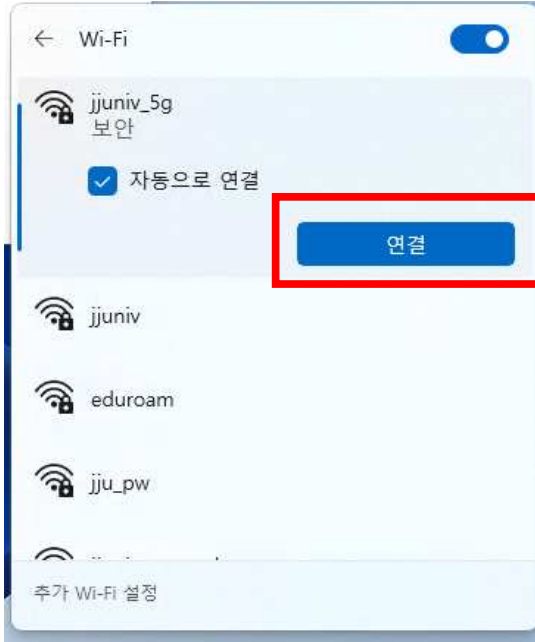 Wi-Fi
jjuniv_5g
보안
자동으로 연결
연결
jjuniv
eduroam
jju_pw
추가 Wi-Fi 설정